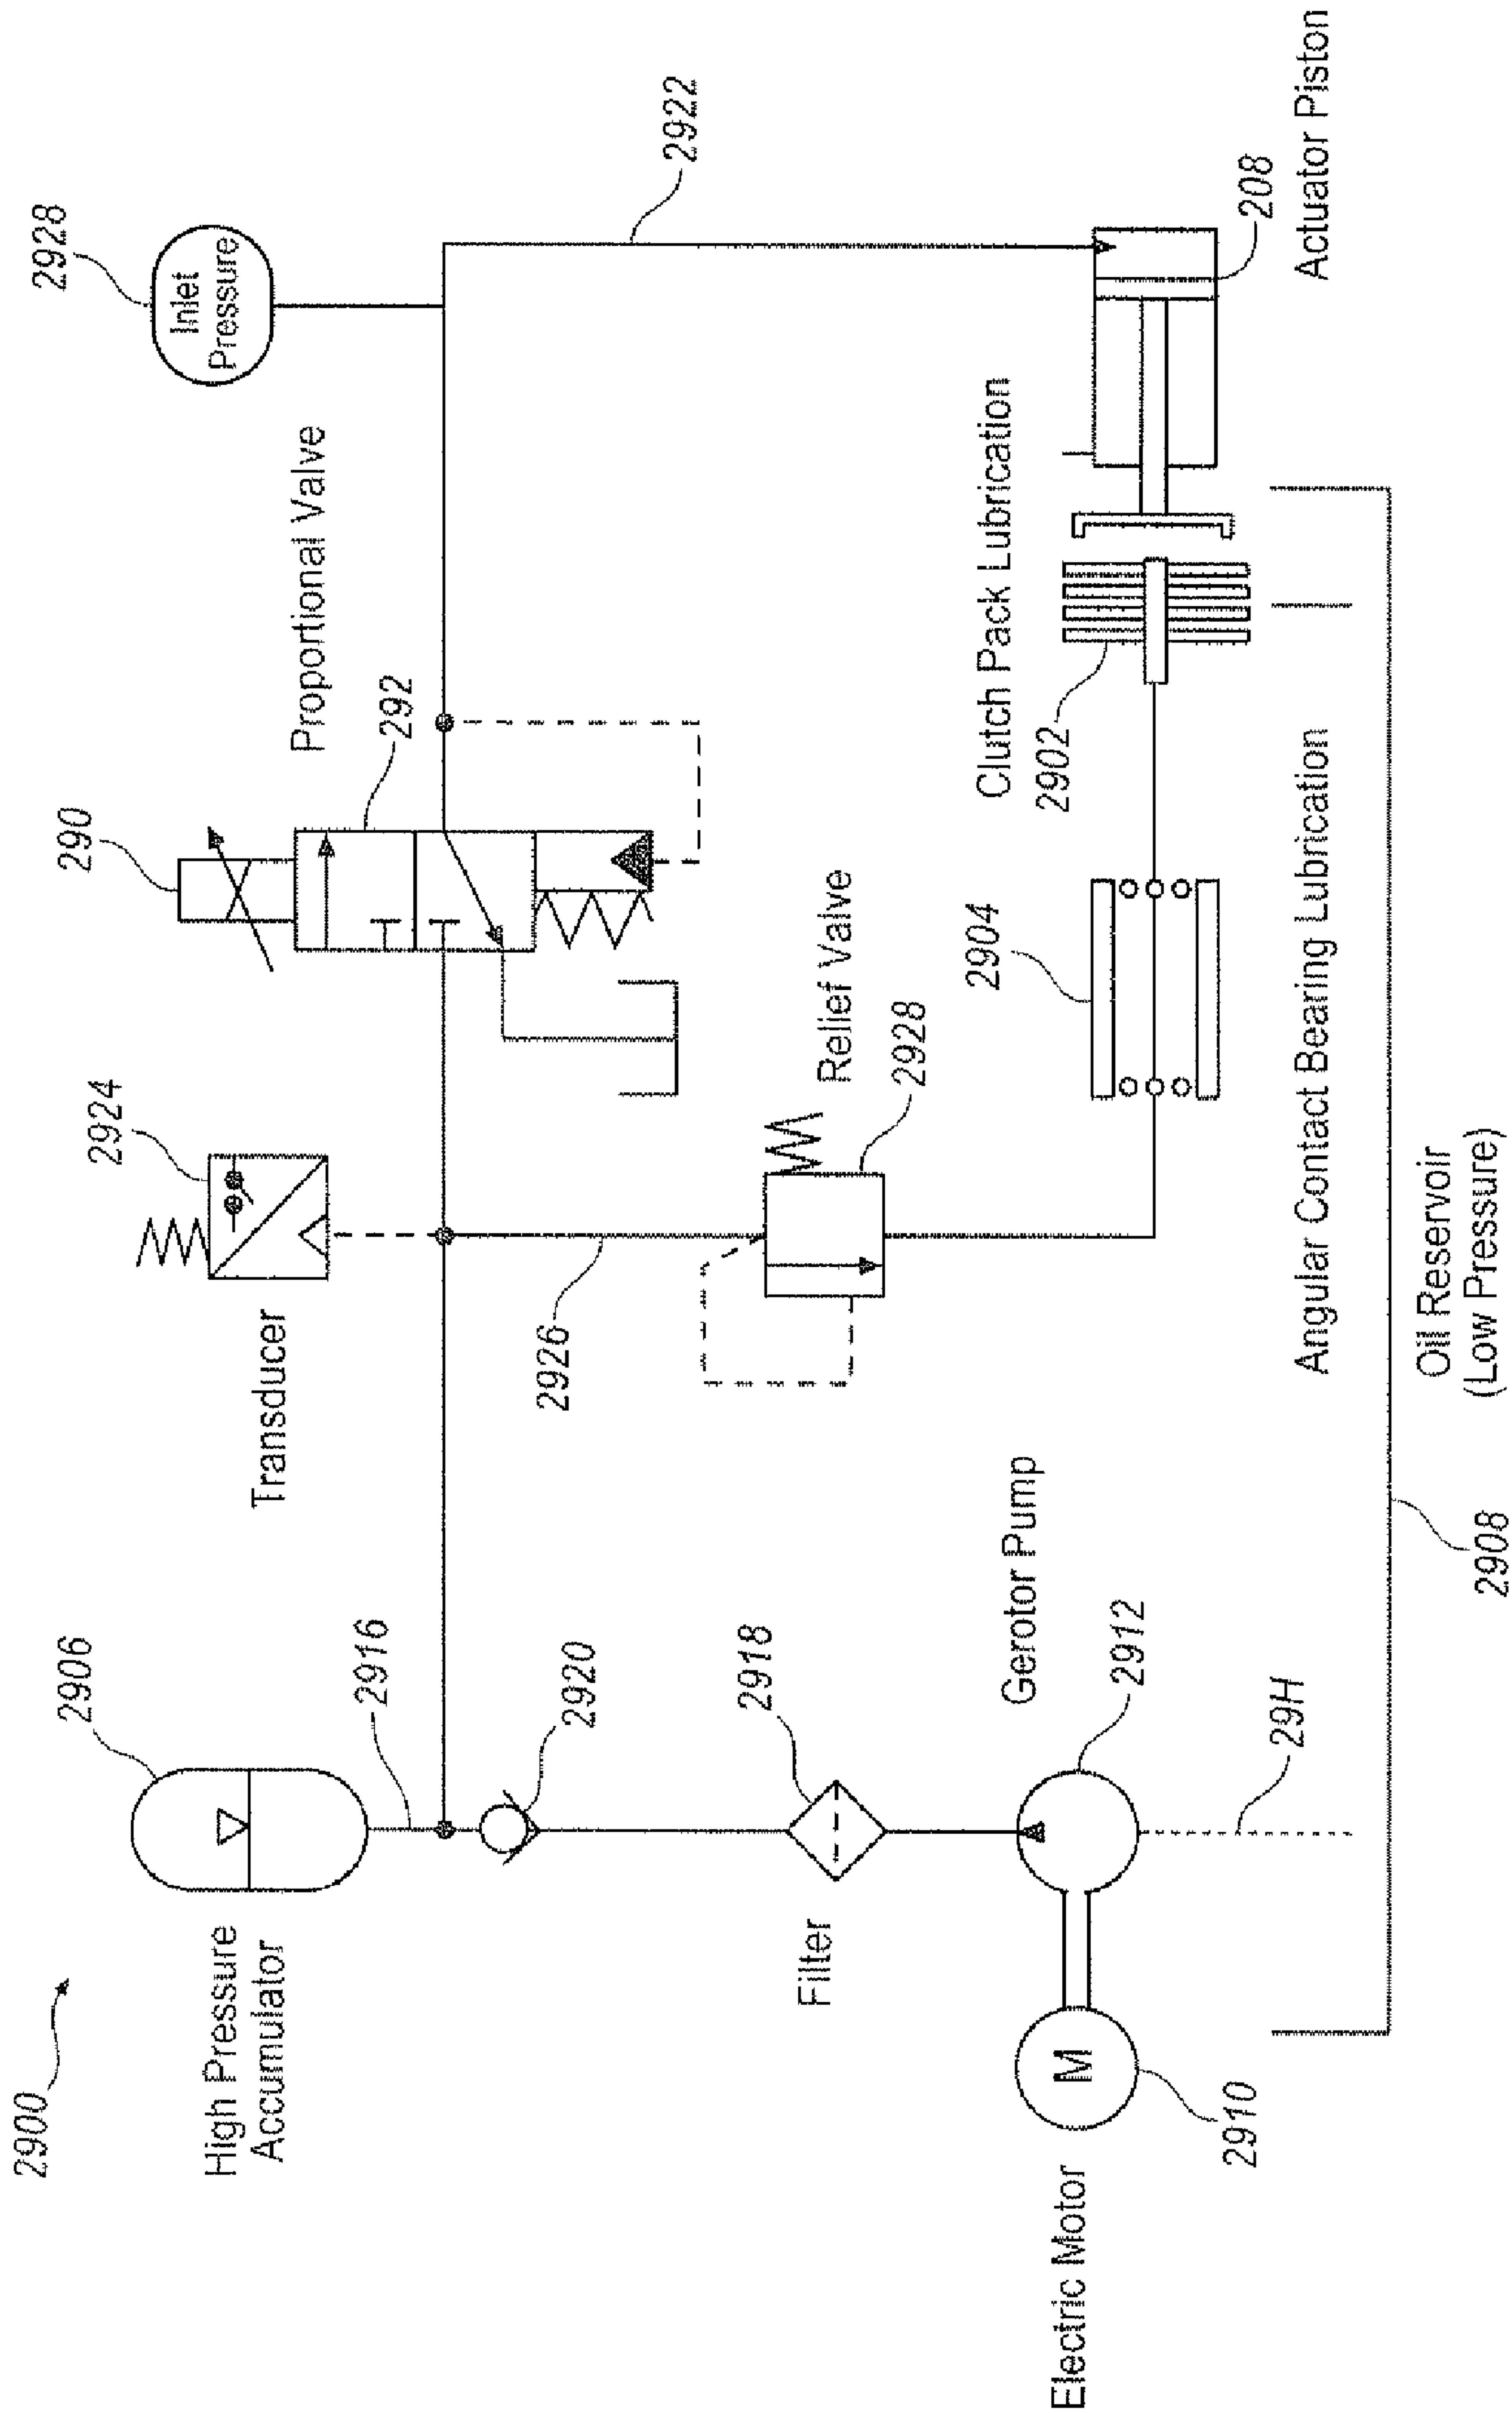 2900
High Pressure
Accumulator
2906
2916
2920
Transducer
2924
290
Proportional Valve
292
2928
Inlet
Pressure
2922
2926
Relief Valve
2928
Filter
2918
Gerotor Pump
2912
29H
Electric Motor
M
2910
2904
Clutch Pack Lubrication
2902
Angular Contact Bearing Lubrication
208
Actuator Piston
Oil Reservoir
(Low Pressure)
2908